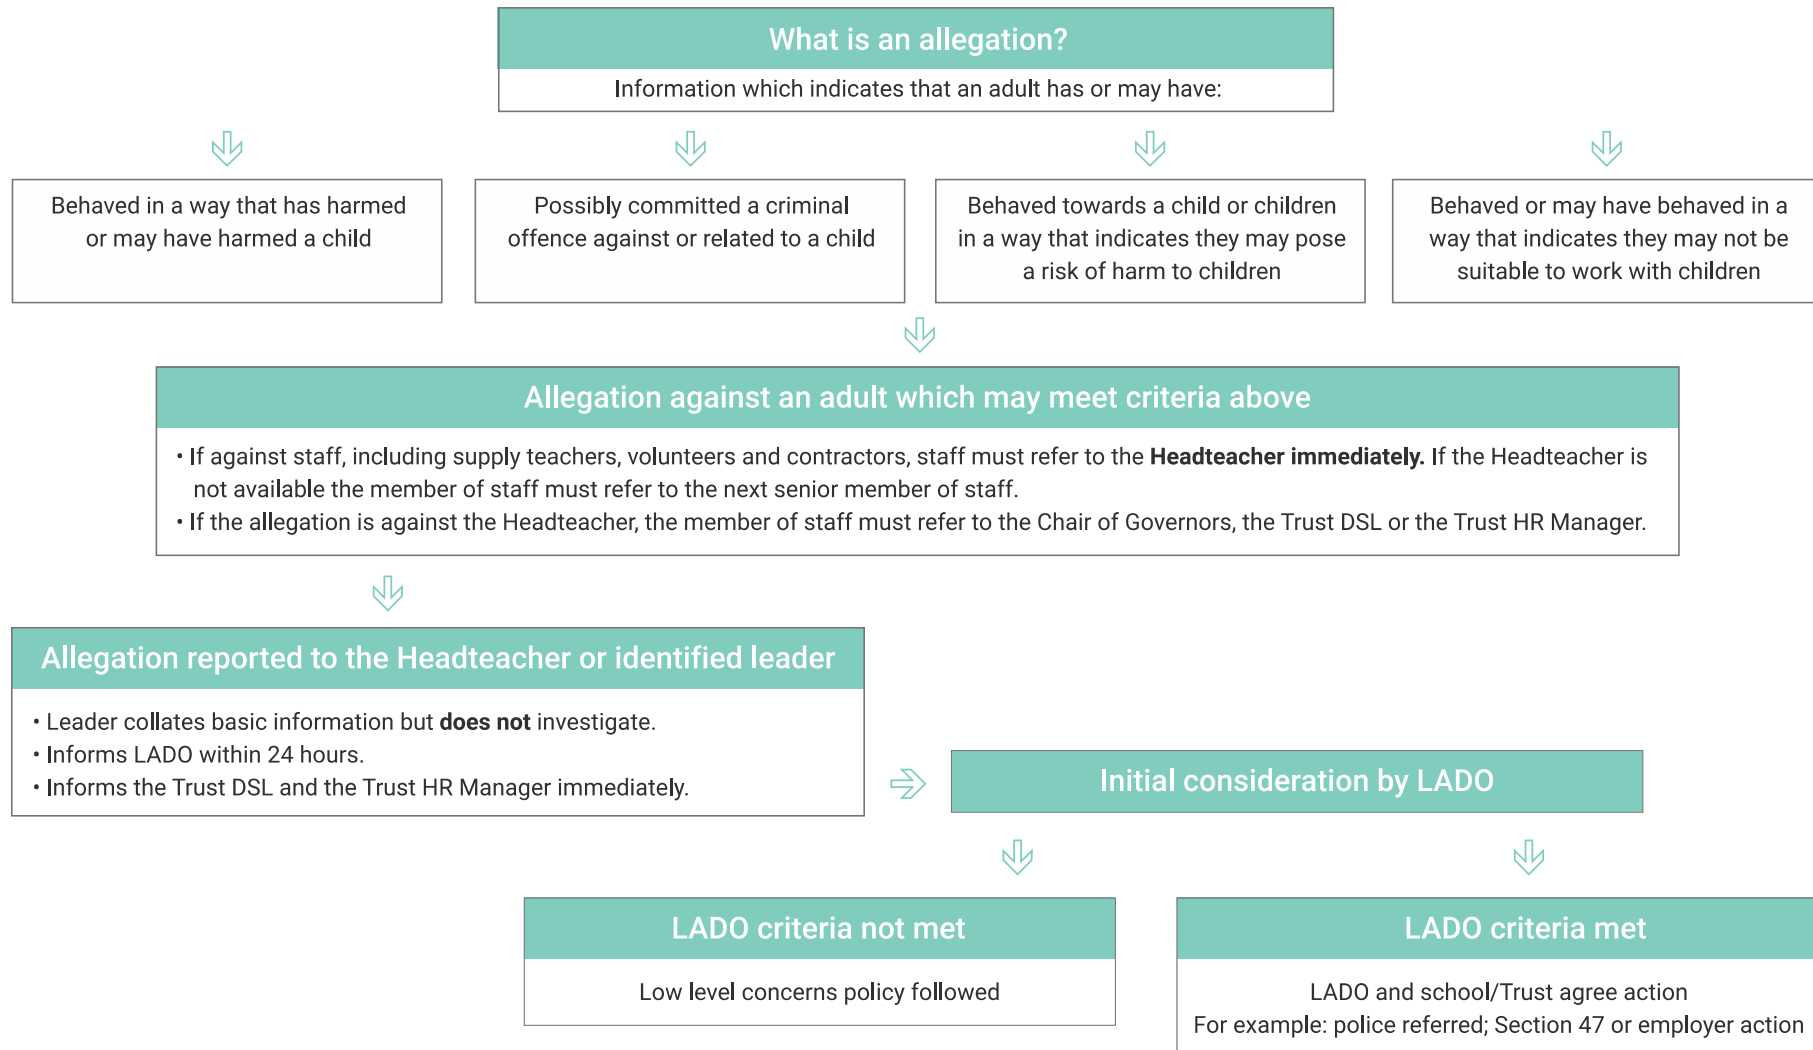 What is an allegation?
Information which indicates that an adult has or may have:
Behaved in a way that has harmed
or may have harmed a child
Possibly committed a criminal
offence against or related to a child
Behaved towards a child or children
in a way that indicates they may pose
a risk of harm to children
Behaved or may have behaved in a
way that indicates they may not be
suitable to work with children
Allegation against an adult which may meet criteria above
• If against staff, including supply teachers, volunteers and contractors, staff must refer to the Headteacher immediately. If the Headteacher is
not available the member of staff must refer to the next senior member of staff.
• If the allegation is against the Headteacher, the member of staff must refer to the Chair of Governors, the Trust DSL or the Trust HR Manager.
Allegation reported to the Headteacher or identified leader
• Leader collates basic information but does not investigate.
• Informs LADO within 24 hours.
• Informs the Trust DSL and the Trust HR Manager immediately.
Initial consideration by LADO
LADO criteria not met
Low level concerns policy followed
LADO criteria met
LADO and school/Trust agree action
For example: police referred; Section 47 or employer action